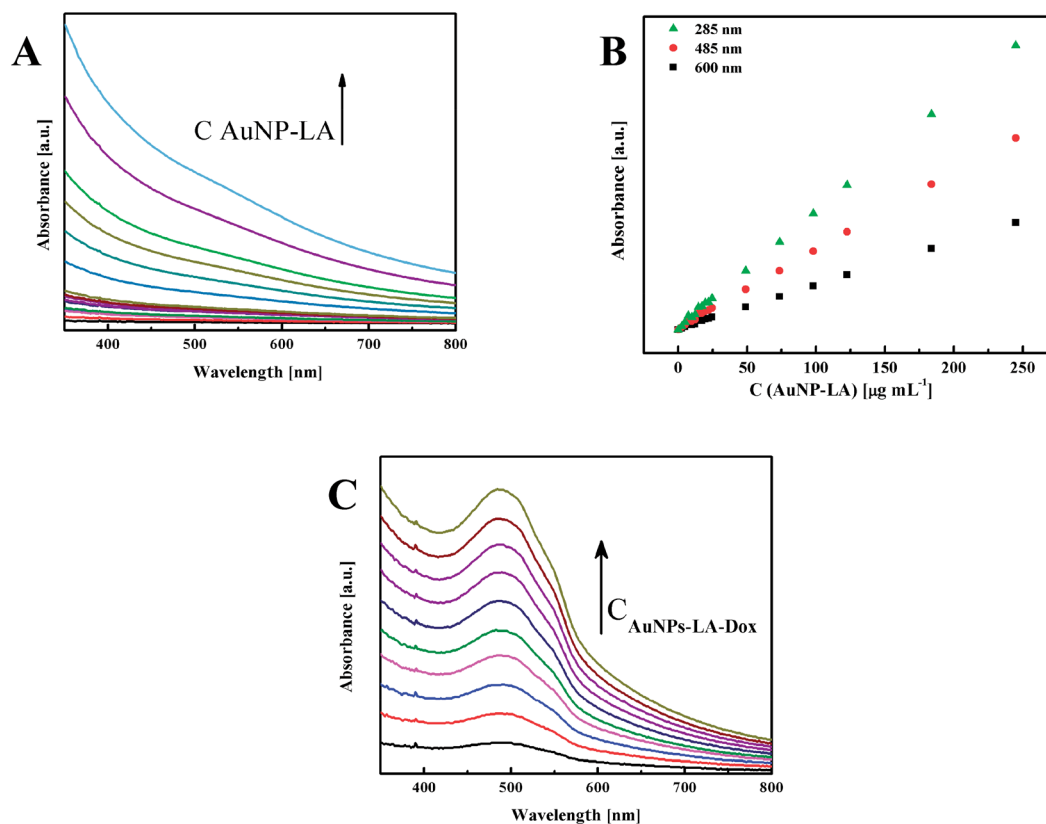 A
C AuNP-LA
Absorbance [a.u.]
400 500 600 700 800
Wavelength [nm]
B
285 nm
485 nm
600 nm
Absorbance [a.u.]
0 50 100 150 200 250
C (AuNP-LA) [μg mL⁻¹]
C
C AuNPs-LA-Dox
Absorbance [a.u.]
400 500 600 700 800
Wavelength [nm]